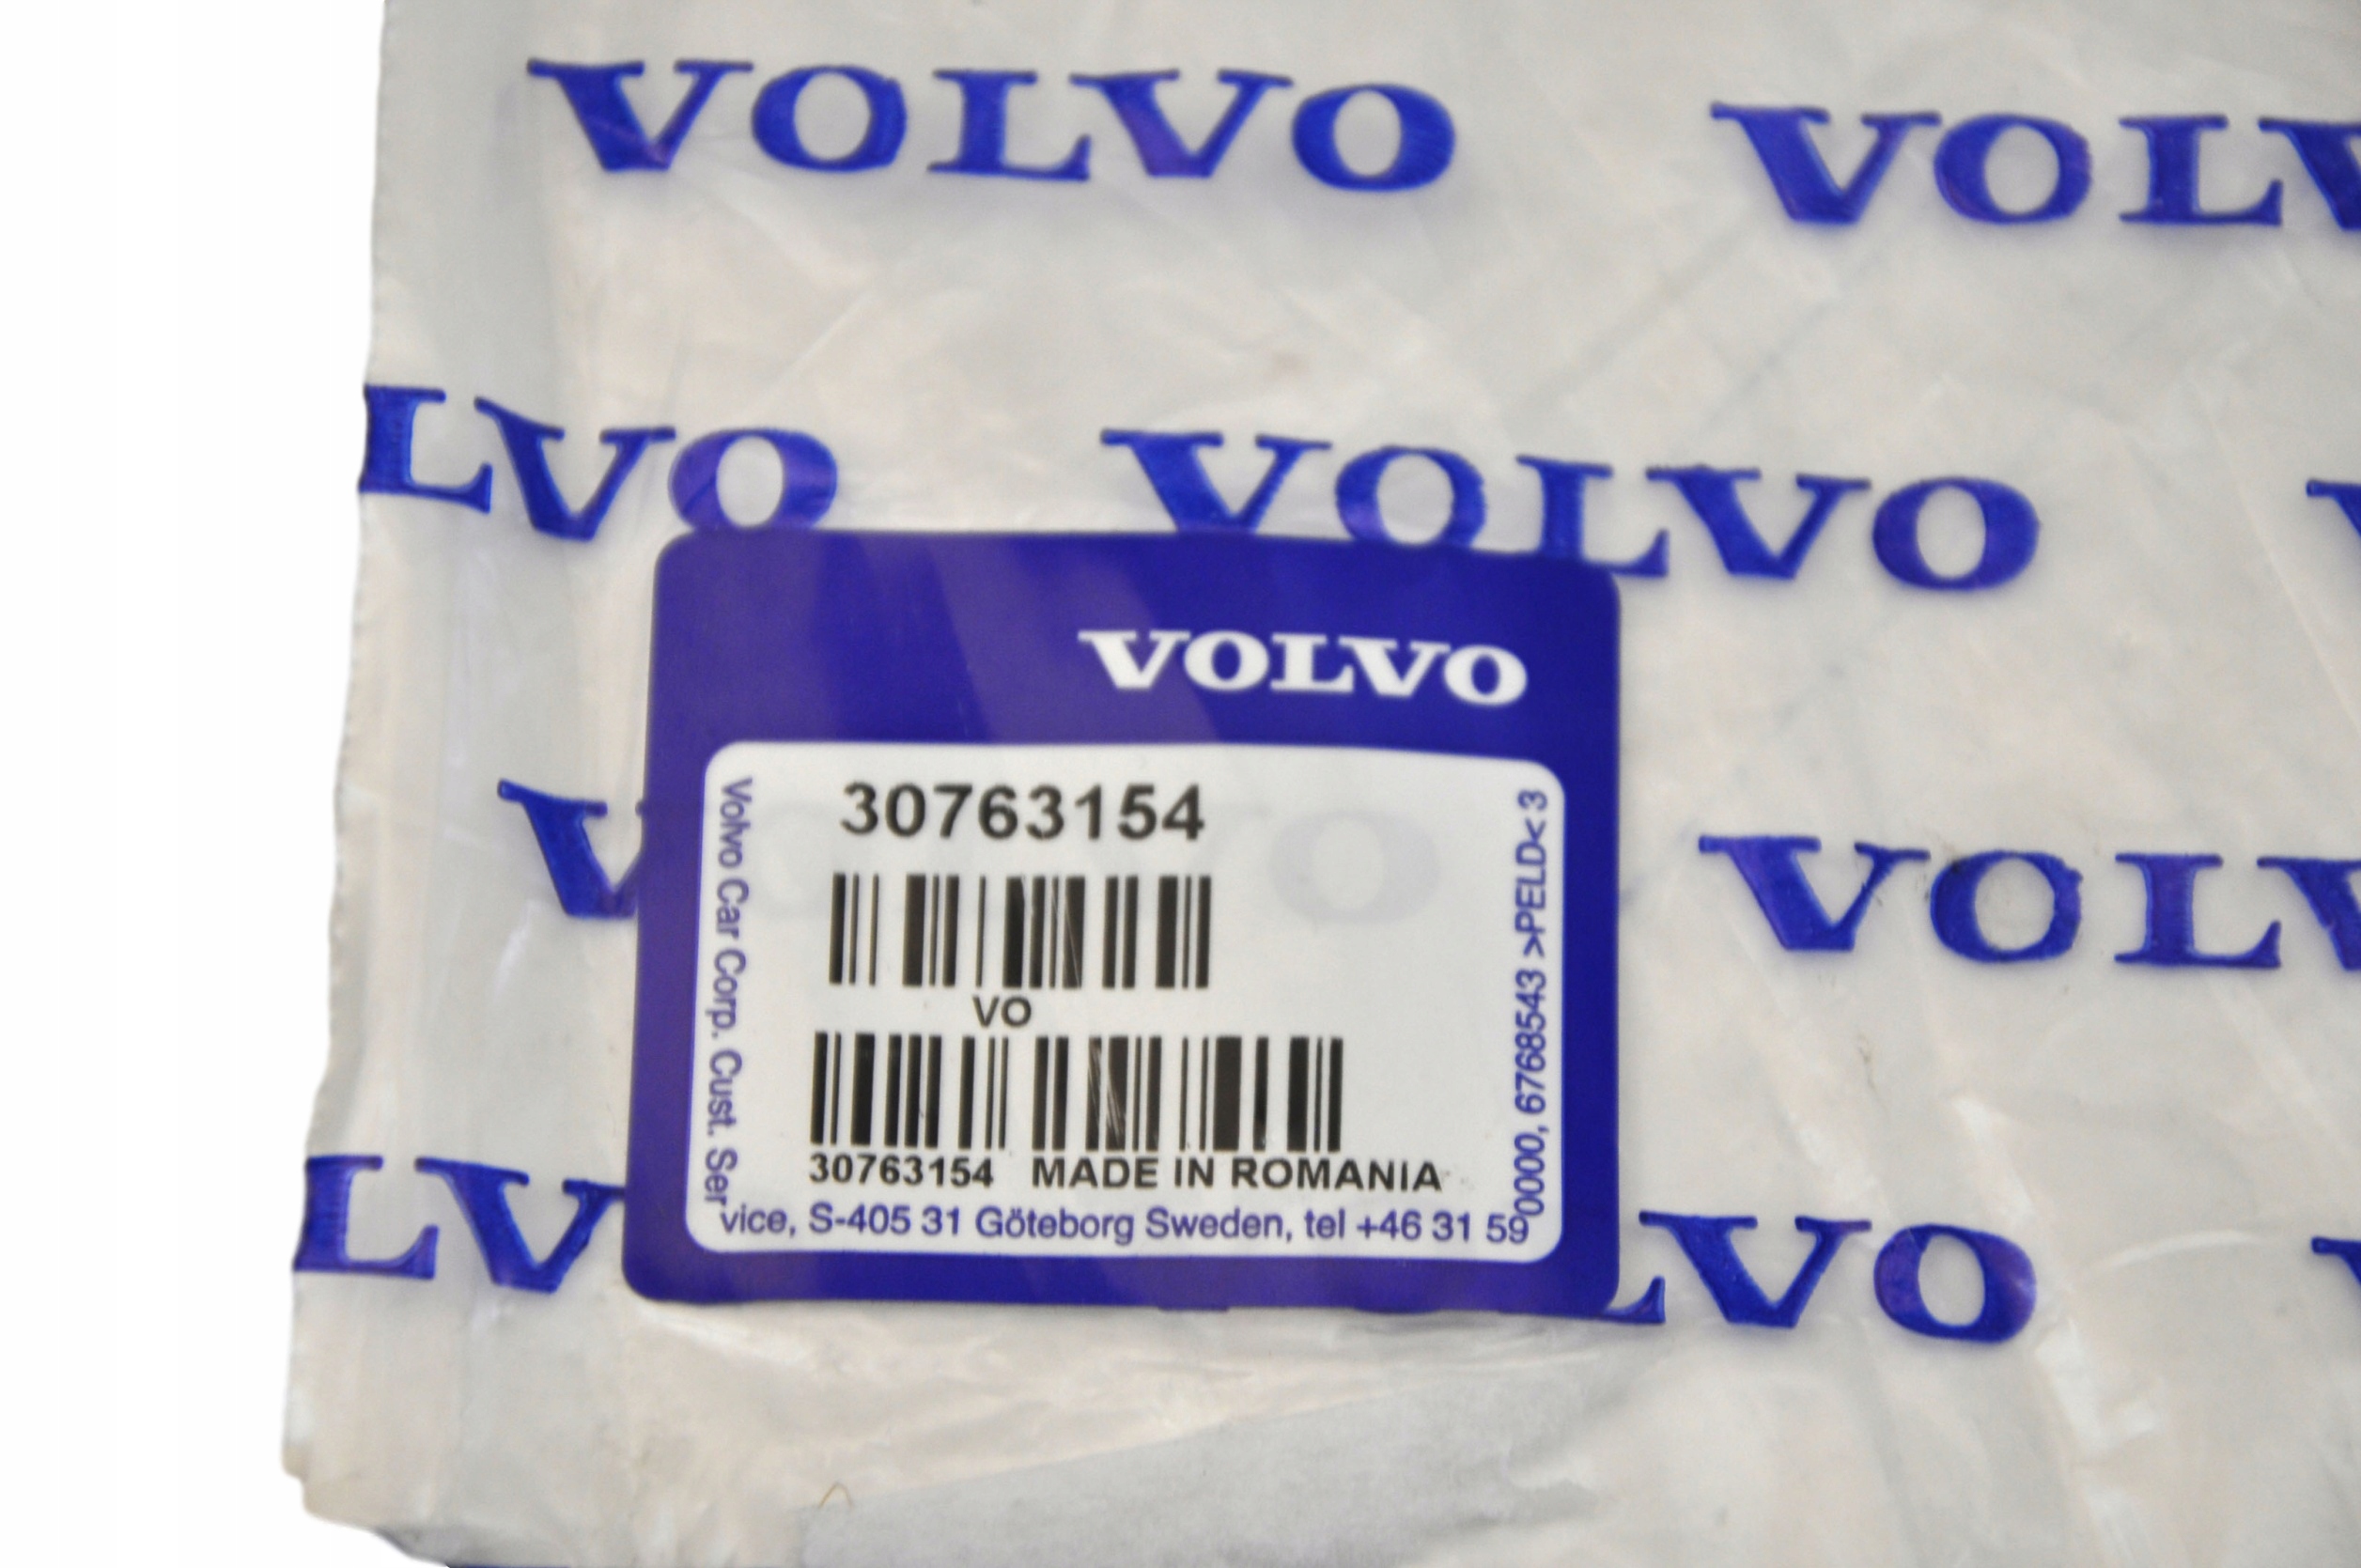 VOLVO VOLV
LVO VOLVO V
VOLVO
30763154
V VOLV
VO
30763154 MADE IN ROMANIA
Volvo Car Corp. Cust. Service, S-405 31 Göteborg Sweden, tel +46 31 590000, 6768543 >PELD< 3
LV LVO V